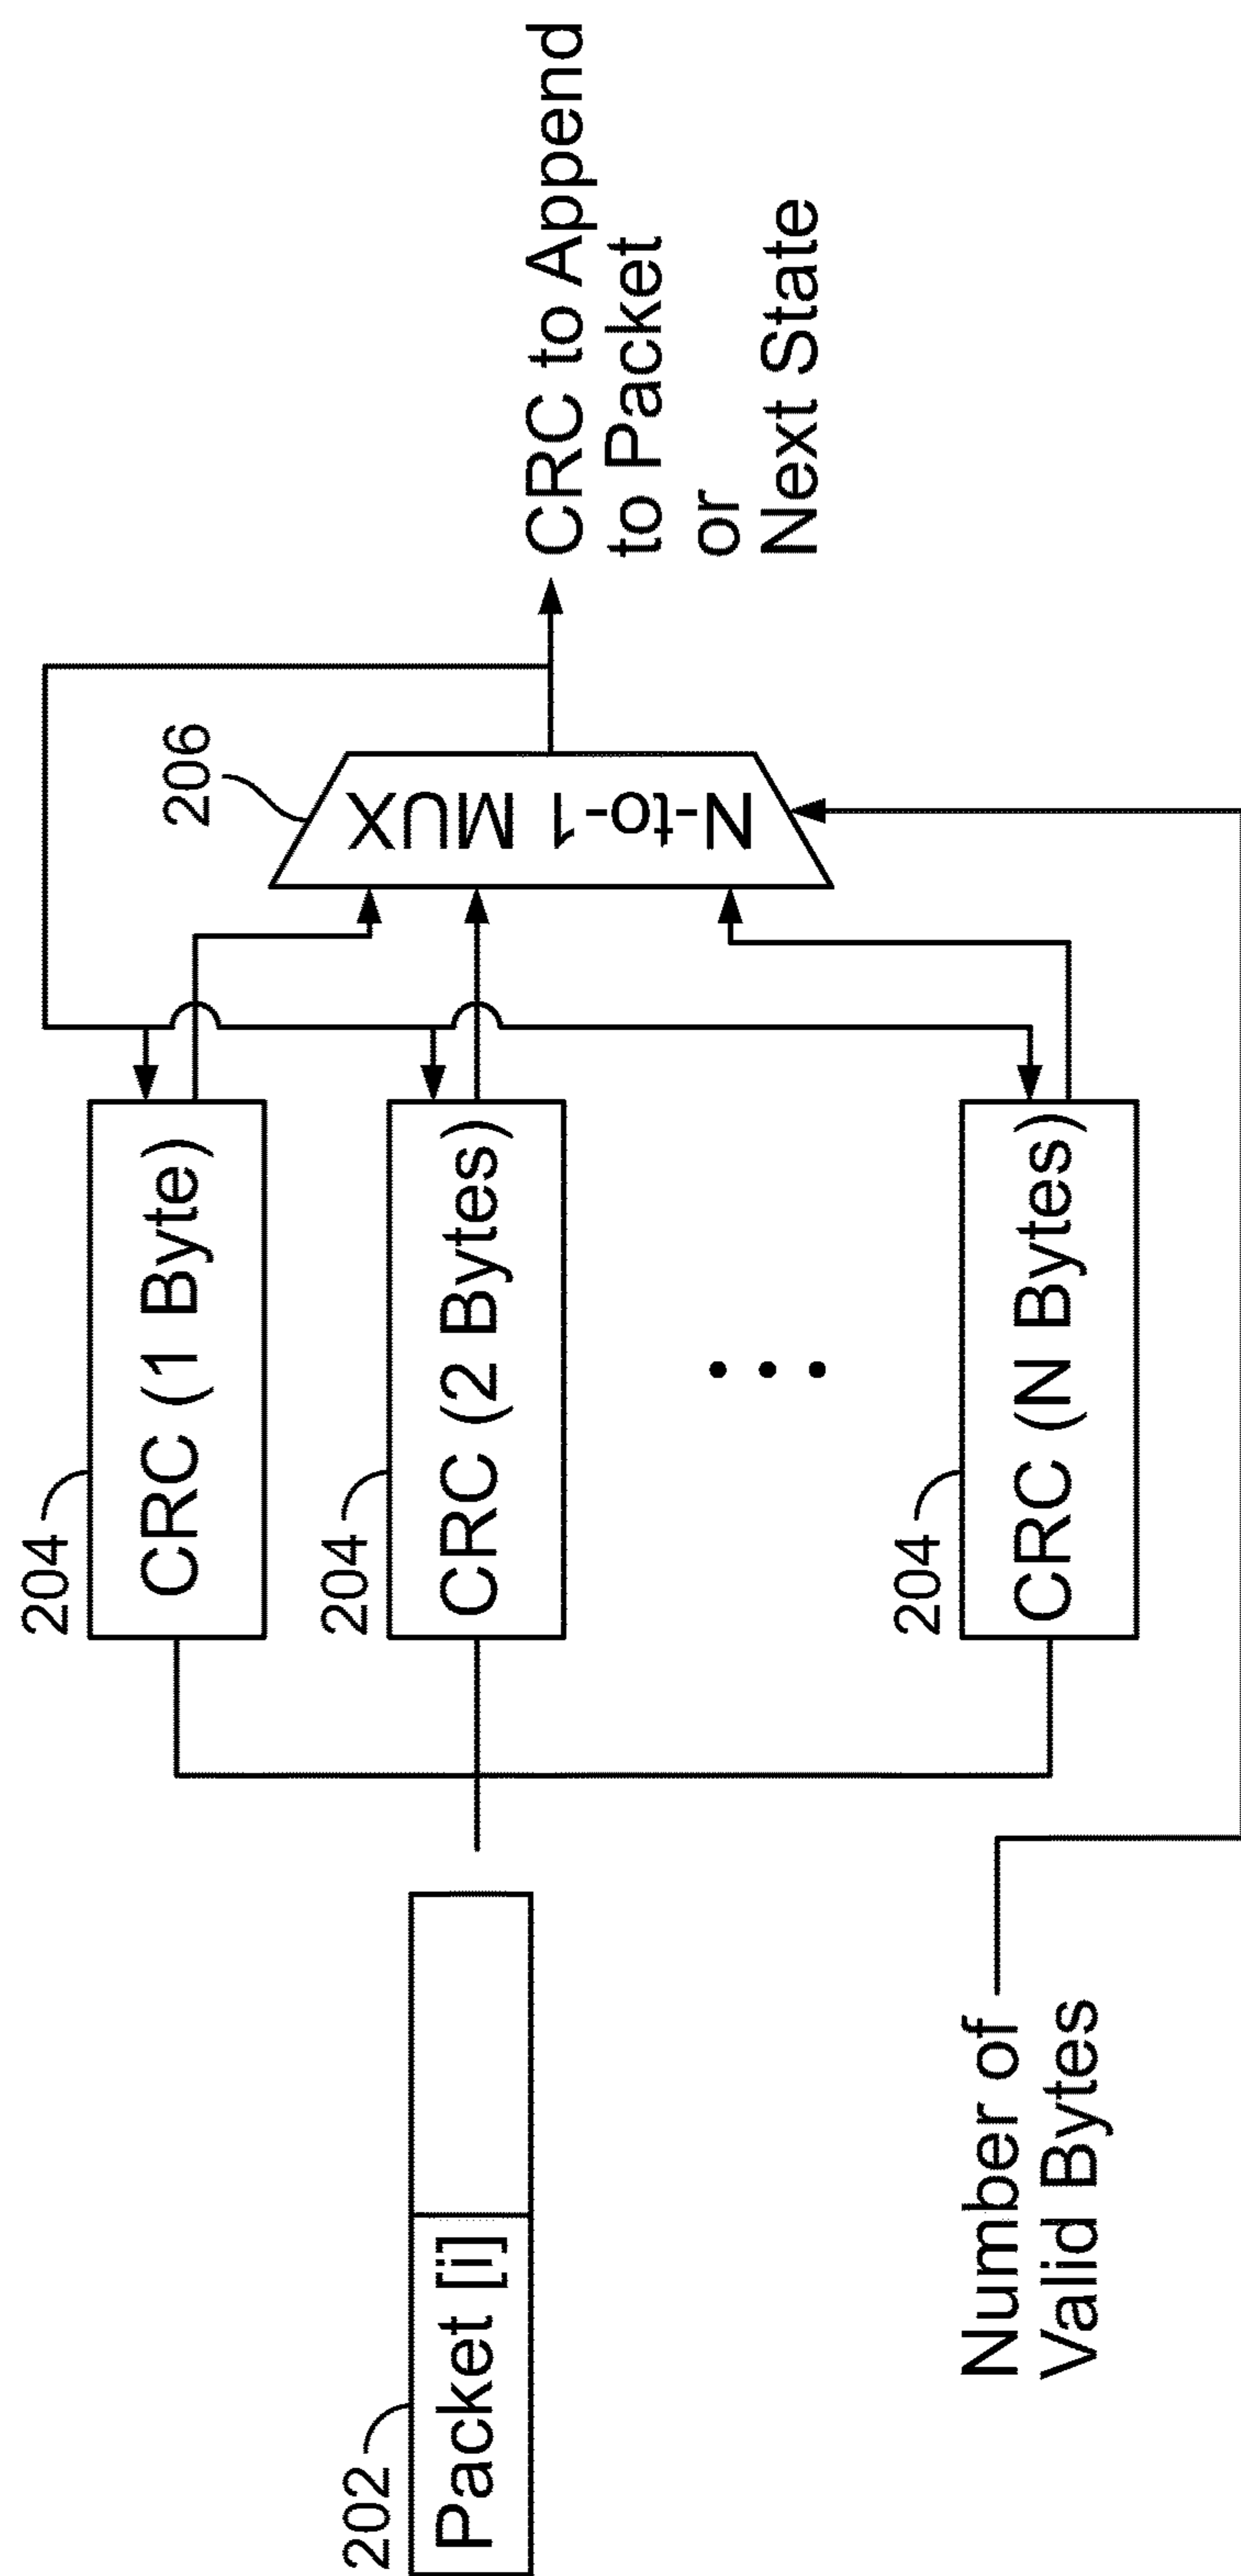 202
Packet [i]
Number of
Valid Bytes
204
CRC (1 Byte)
204
CRC (2 Bytes)
204
CRC (N Bytes)
206
N-to-1 MUX
CRC to Append
to Packet
or
Next State